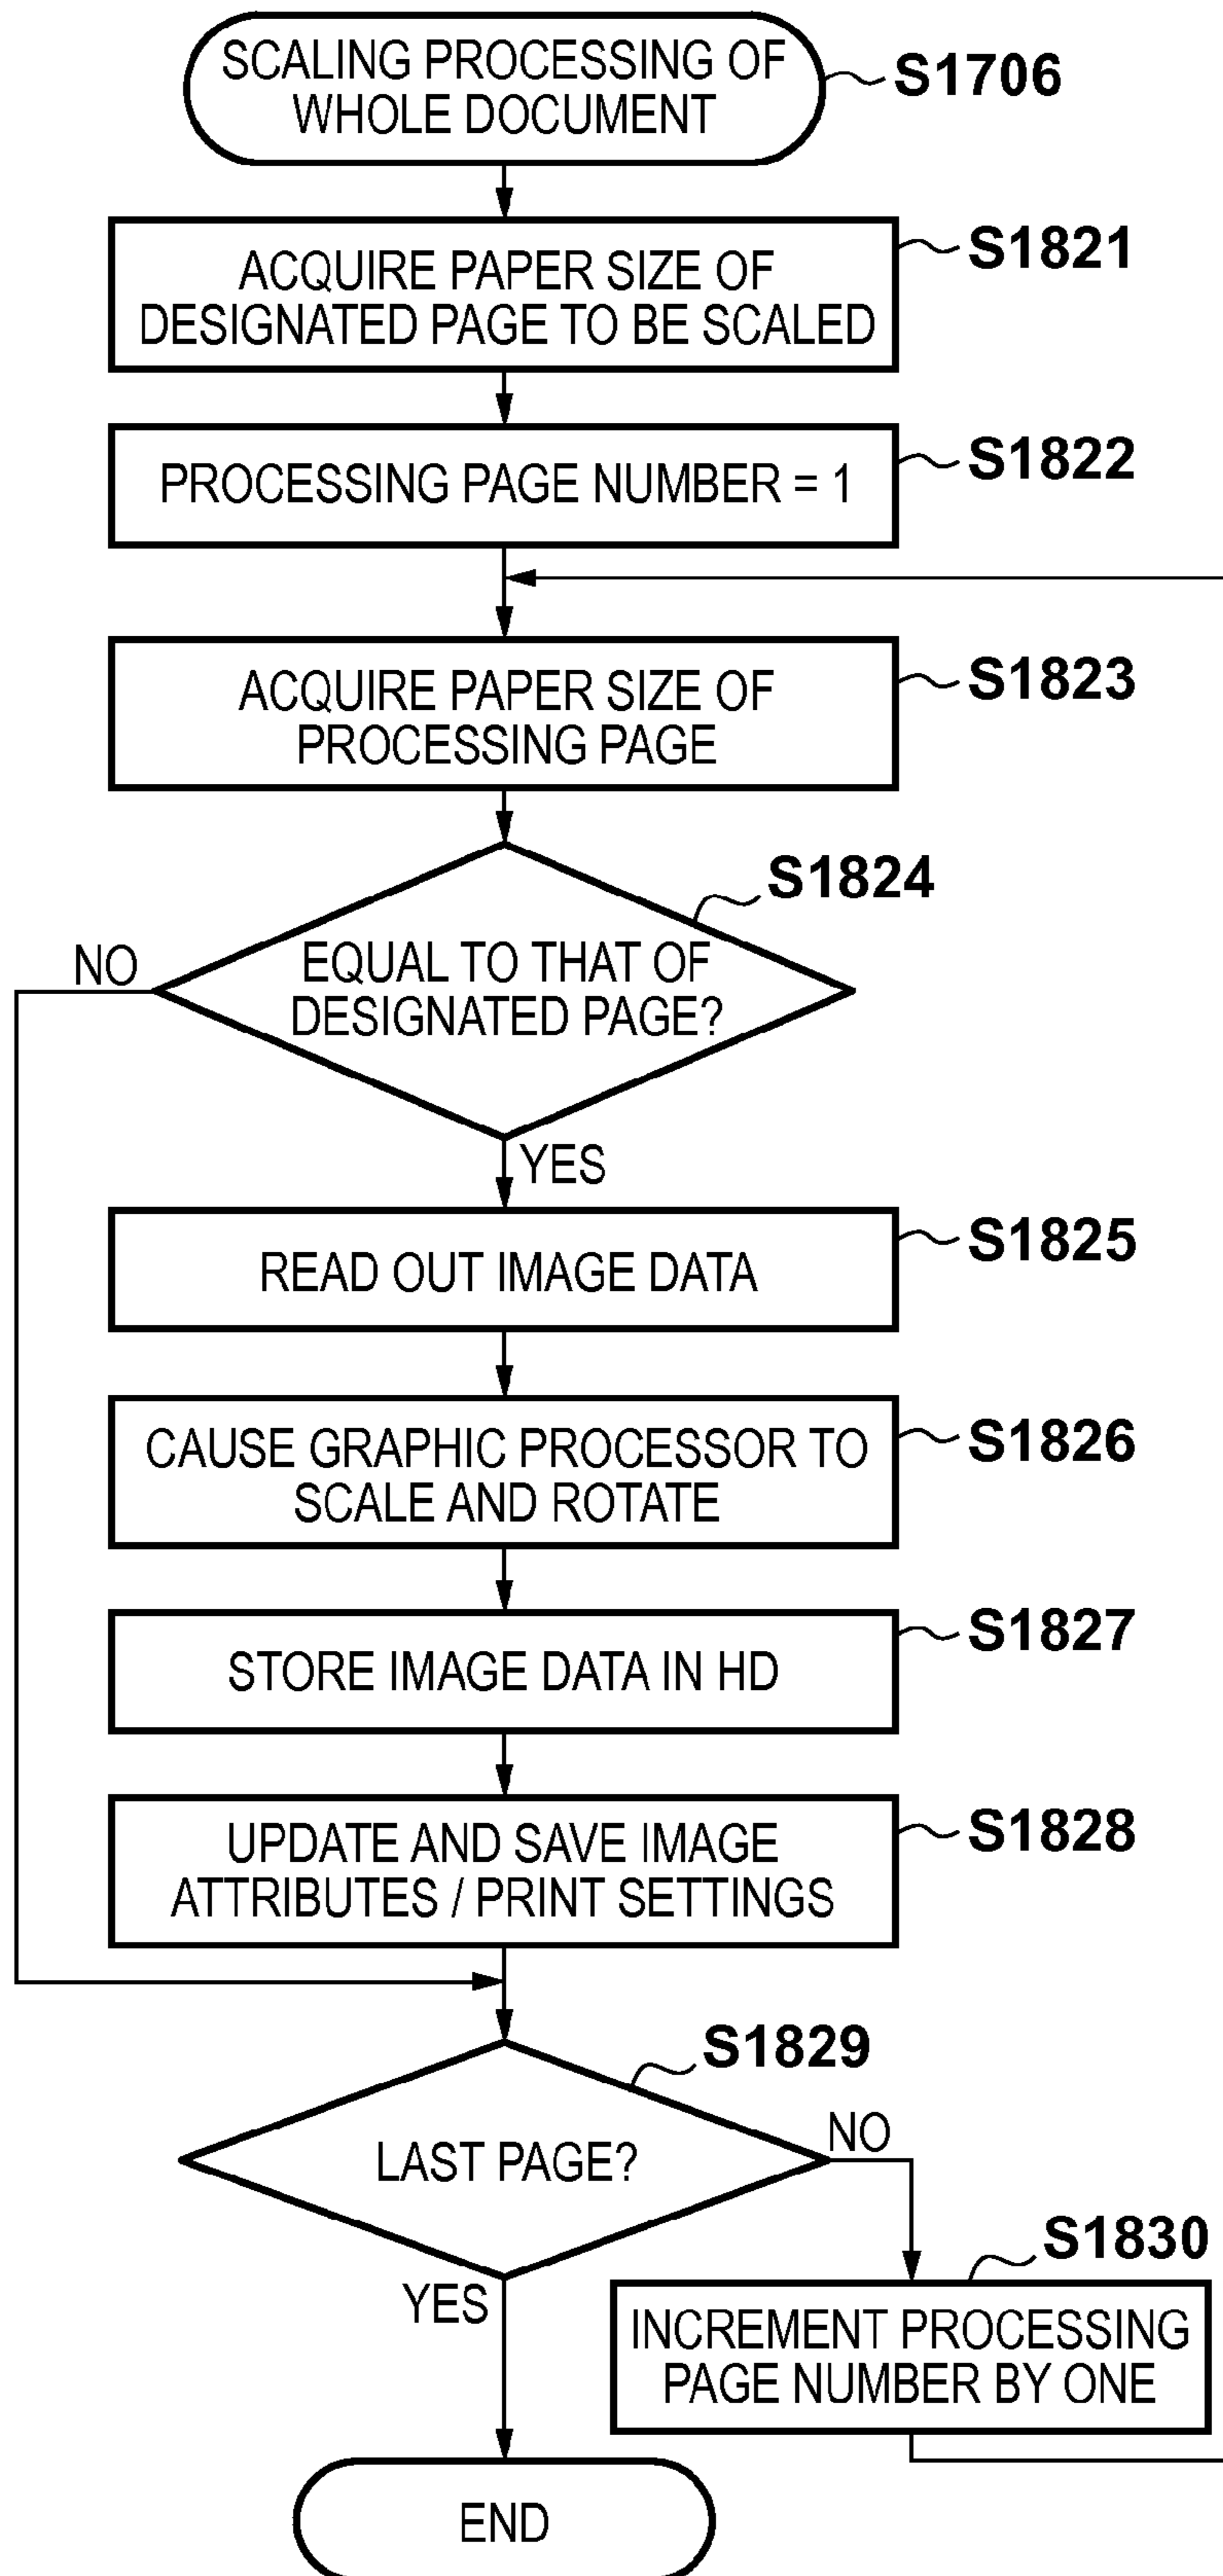 SCALING PROCESSING OF
WHOLE DOCUMENT
S1706
ACQUIRE PAPER SIZE OF
DESIGNATED PAGE TO BE SCALED
S1821
PROCESSING PAGE NUMBER = 1
S1822
ACQUIRE PAPER SIZE OF
PROCESSING PAGE
S1823
S1824
NO
EQUAL TO THAT OF
DESIGNATED PAGE?
YES
READ OUT IMAGE DATA
S1825
CAUSE GRAPHIC PROCESSOR TO
SCALE AND ROTATE
S1826
STORE IMAGE DATA IN HD
S1827
UPDATE AND SAVE IMAGE
ATTRIBUTES / PRINT SETTINGS
S1828
S1829
LAST PAGE?
NO
YES
S1830
INCREMENT PROCESSING
PAGE NUMBER BY ONE
END